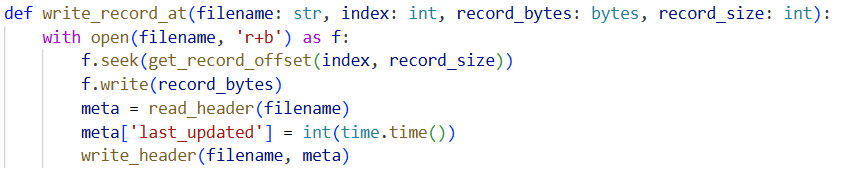 def write_record_at(filename: str, index: int, record_bytes: bytes, record_size: int):
    with open(filename, 'r+b') as f:
        f.seek(get_record_offset(index, record_size))
        f.write(record_bytes)
        meta = read_header(filename)
        meta['last_updated'] = int(time.time())
        write_header(filename, meta)